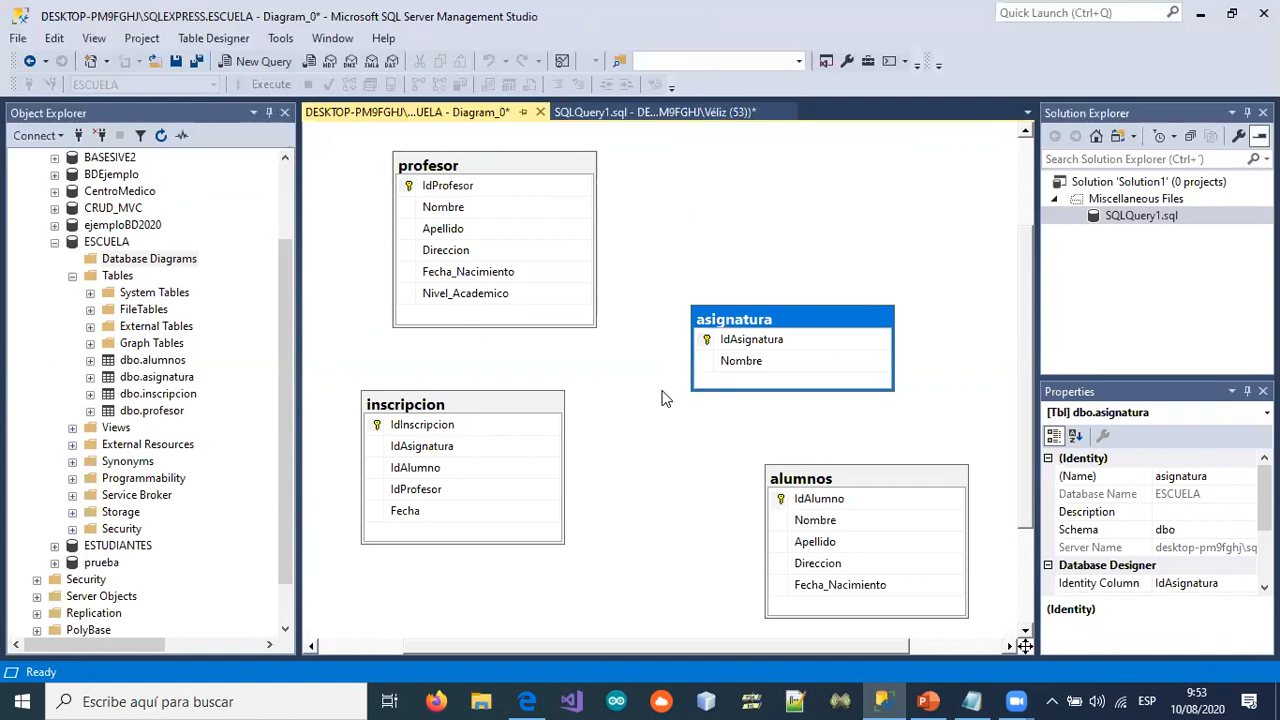 DESKTOP-PM9FGHJ\SQLEXPRESS.ESCUELA - Diagram_0* - Microsoft SQL Server Management Studio
Quick Launch (Ctrl+Q)
File Edit View Project Table Designer Tools Window Help
New Query
ESCUELA
Execute
Object Explorer
Connect
BASESIVE2
BDEjemplo
CentroMedico
CRUD_MVC
ejemploBD2020
ESCUELA
Database Diagrams
Tables
System Tables
FileTables
External Tables
Graph Tables
dbo.alumnos
dbo.asignatura
dbo.inscripcion
dbo.profesor
Views
External Resources
Synonyms
Programmability
Service Broker
Storage
Security
ESTUDIANTES
prueba
Security
Server Objects
Replication
PolyBase
DESKTOP-PM9FGHJ\...UELA - Diagram_0*
SQLQuery1.sql - DE...M9FGHJ\Véliz (53))*
profesor
IdProfesor
Nombre
Apellido
Direccion
Fecha_Nacimiento
Nivel_Academico
asignatura
IdAsignatura
Nombre
inscripcion
IdInscripcion
IdAsignatura
IdAlumno
IdProfesor
Fecha
alumnos
IdAlumno
Nombre
Apellido
Direccion
Fecha_Nacimiento
Solution Explorer
Search Solution Explorer (Ctrl+´)
Solution 'Solution1' (0 projects)
Miscellaneous Files
SQLQuery1.sql
Properties
[Tbl] dbo.asignatura
(Identity)
(Name) asignatura
Database Name ESCUELA
Description
Schema dbo
Server Name desktop-pm9fghj\sq
Database Designer
Identity Column IdAsignatura
(Identity)
Ready
Escribe aquí para buscar
ESP
9:53
10/08/2020